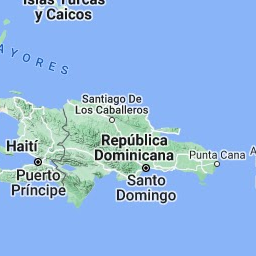 Islas Turcas
y Caicos
AYORES
Santiago De
Los Caballeros
Haití
República
Dominicana
Punta Cana
Puerto
Príncipe
Santo
Domingo
A